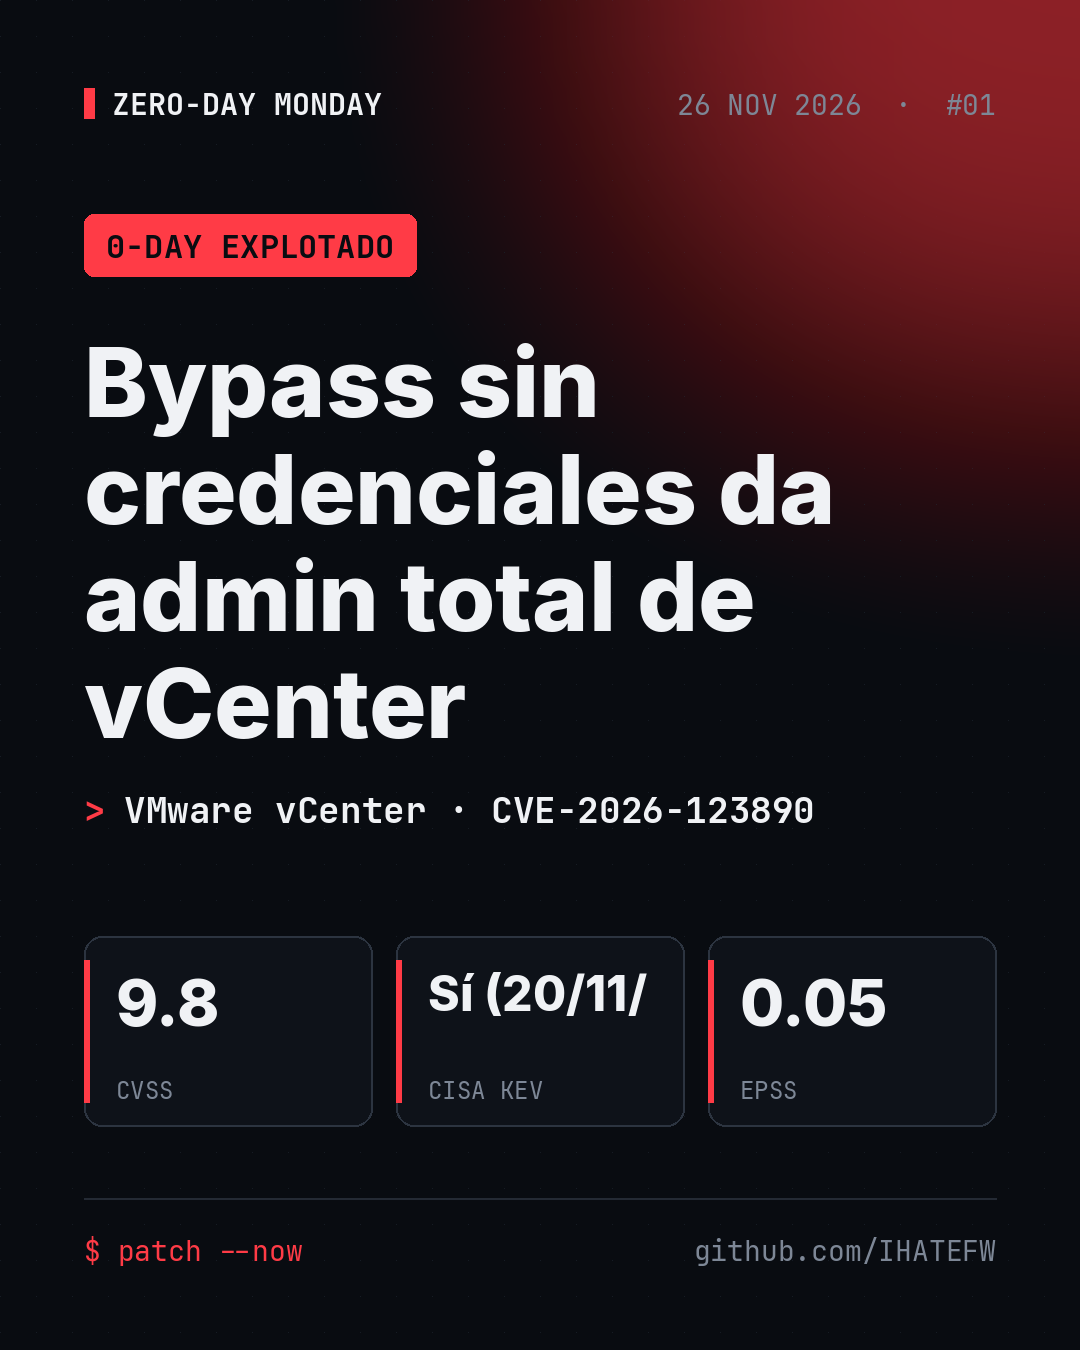 ZERO-DAY MONDAY
26 NOV 2026 · #01
0-DAY EXPLOTADO
Bypass sin
credenciales da
admin total de
vCenter
> VMware vCenter · CVE-2026-123890
9.8
CVSS
Sí (20/11/
CISA KEV
0.05
EPSS
$ patch --now
github.com/IHATEFW